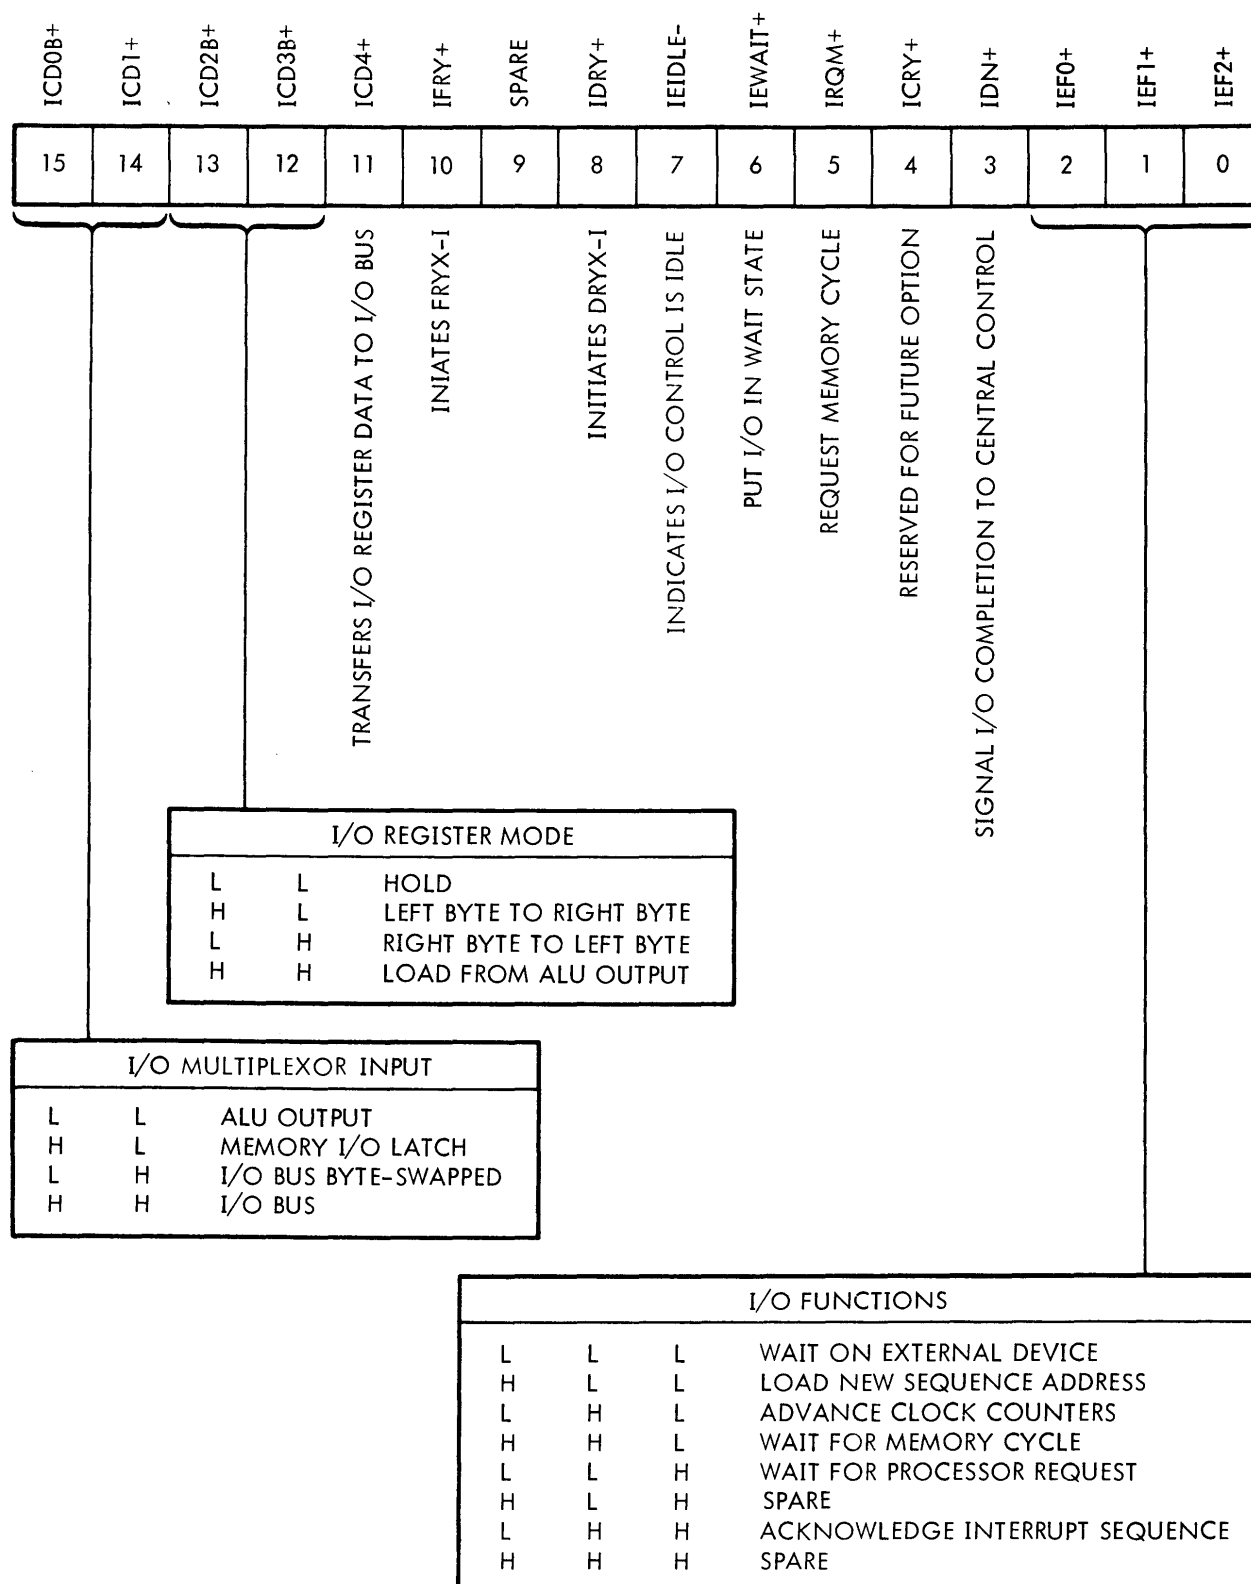 ICD0B+
ICD1+
ICD2B+
ICD3B+
ICD4+
IFRY+
SPARE
IDRY+
IEIDLE-
IEWAIT+
IRQM+
ICRY+
IDN+
IEF0+
IEF1+
IEF2+
15 14 13 12 11 10 9 8 7 6 5 4 3 2 1 0
TRANSFERS I/O REGISTER DATA TO I/O BUS
INIATES FRYX-I
INITIATES DRYX-I
INDICATES I/O CONTROL IS IDLE
PUT I/O IN WAIT STATE
REQUEST MEMORY CYCLE
RESERVED FOR FUTURE OPTION
SIGNAL I/O COMPLETION TO CENTRAL CONTROL
I/O REGISTER MODE
L L HOLD
H L LEFT BYTE TO RIGHT BYTE
L H RIGHT BYTE TO LEFT BYTE
H H LOAD FROM ALU OUTPUT
I/O MULTIPLEXOR INPUT
L L ALU OUTPUT
H L MEMORY I/O LATCH
L H I/O BUS BYTE-SWAPPED
H H I/O BUS
I/O FUNCTIONS
L L L WAIT ON EXTERNAL DEVICE
H L L LOAD NEW SEQUENCE ADDRESS
L H L ADVANCE CLOCK COUNTERS
H H L WAIT FOR MEMORY CYCLE
L L H WAIT FOR PROCESSOR REQUEST
H L H SPARE
L H H ACKNOWLEDGE INTERRUPT SEQUENCE
H H H SPARE